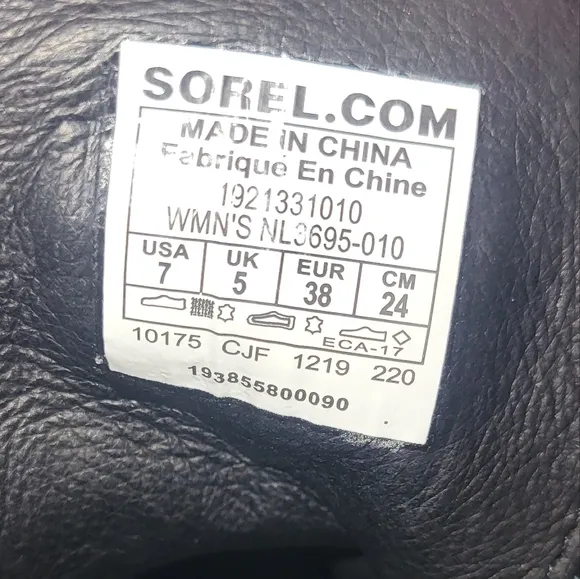 SOREL.COM
MADE IN CHINA
Fabrique En Chine
1921331010
WMN'S NL3695-010
USA UK EUR CM
7 5 38 24
ECA-17
10175 CJF 1219 220
193855800090